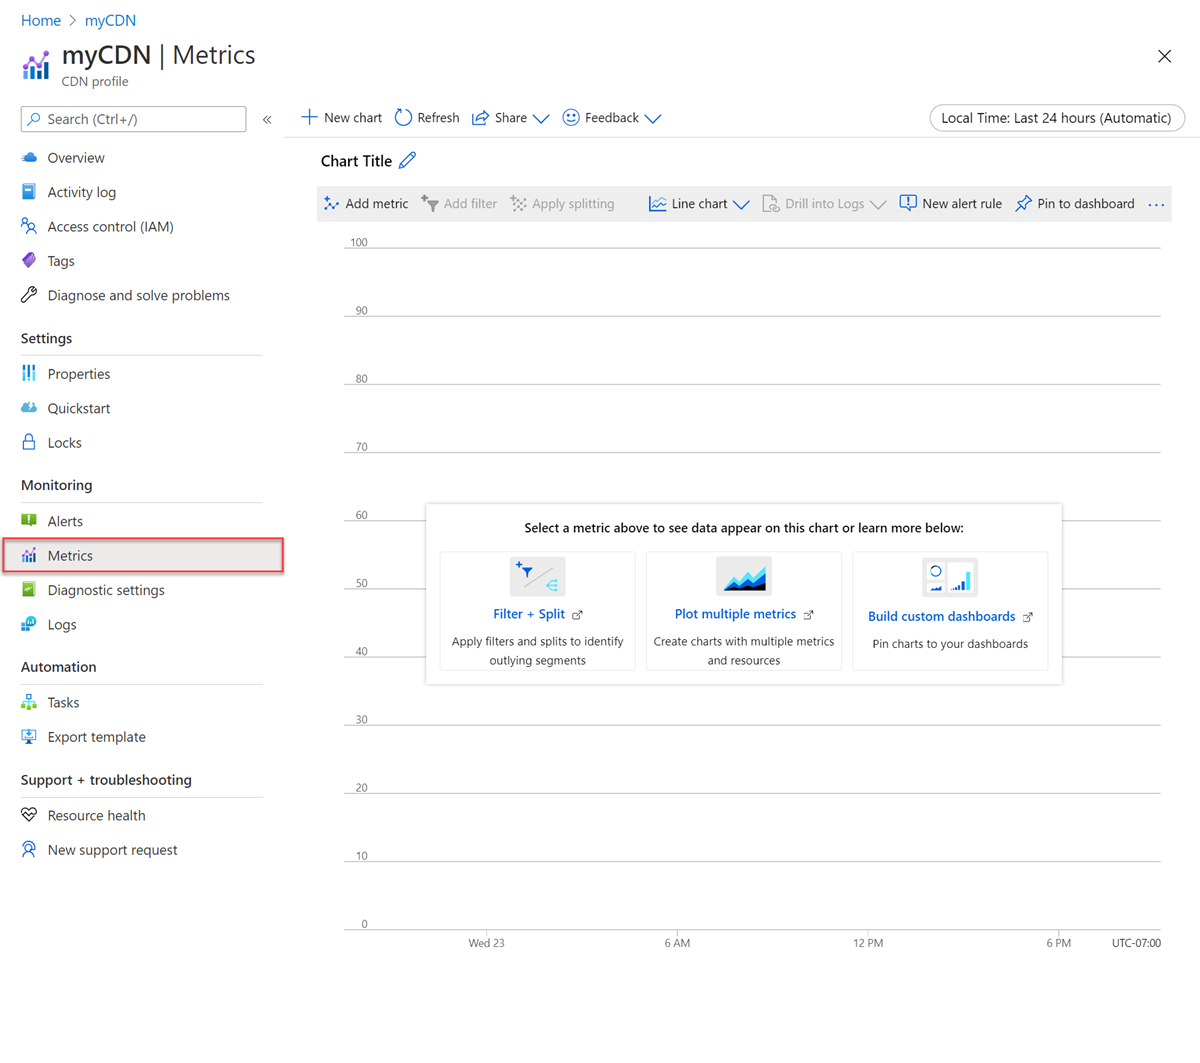 Home > myCDN
myCDN | Metrics
CDN profile
Search (Ctrl+/)
«
New chart
Refresh
Share
Feedback
Local Time: Last 24 hours (Automatic)
Overview
Activity log
Access control (IAM)
Tags
Diagnose and solve problems
Settings
Properties
Quickstart
Locks
Monitoring
Alerts
Metrics
Diagnostic settings
Logs
Automation
Tasks
Export template
Support + troubleshooting
Resource health
New support request
Chart Title
Add metric
Add filter
Apply splitting
Line chart
Drill into Logs
New alert rule
Pin to dashboard
...
100
90
80
70
60
50
40
30
20
10
0
Select a metric above to see data appear on this chart or learn more below:
Filter + Split
Apply filters and splits to identify
outlying segments
Plot multiple metrics
Create charts with multiple metrics
and resources
Build custom dashboards
Pin charts to your dashboards
Wed 23
6 AM
12 PM
6 PM
UTC-07:00